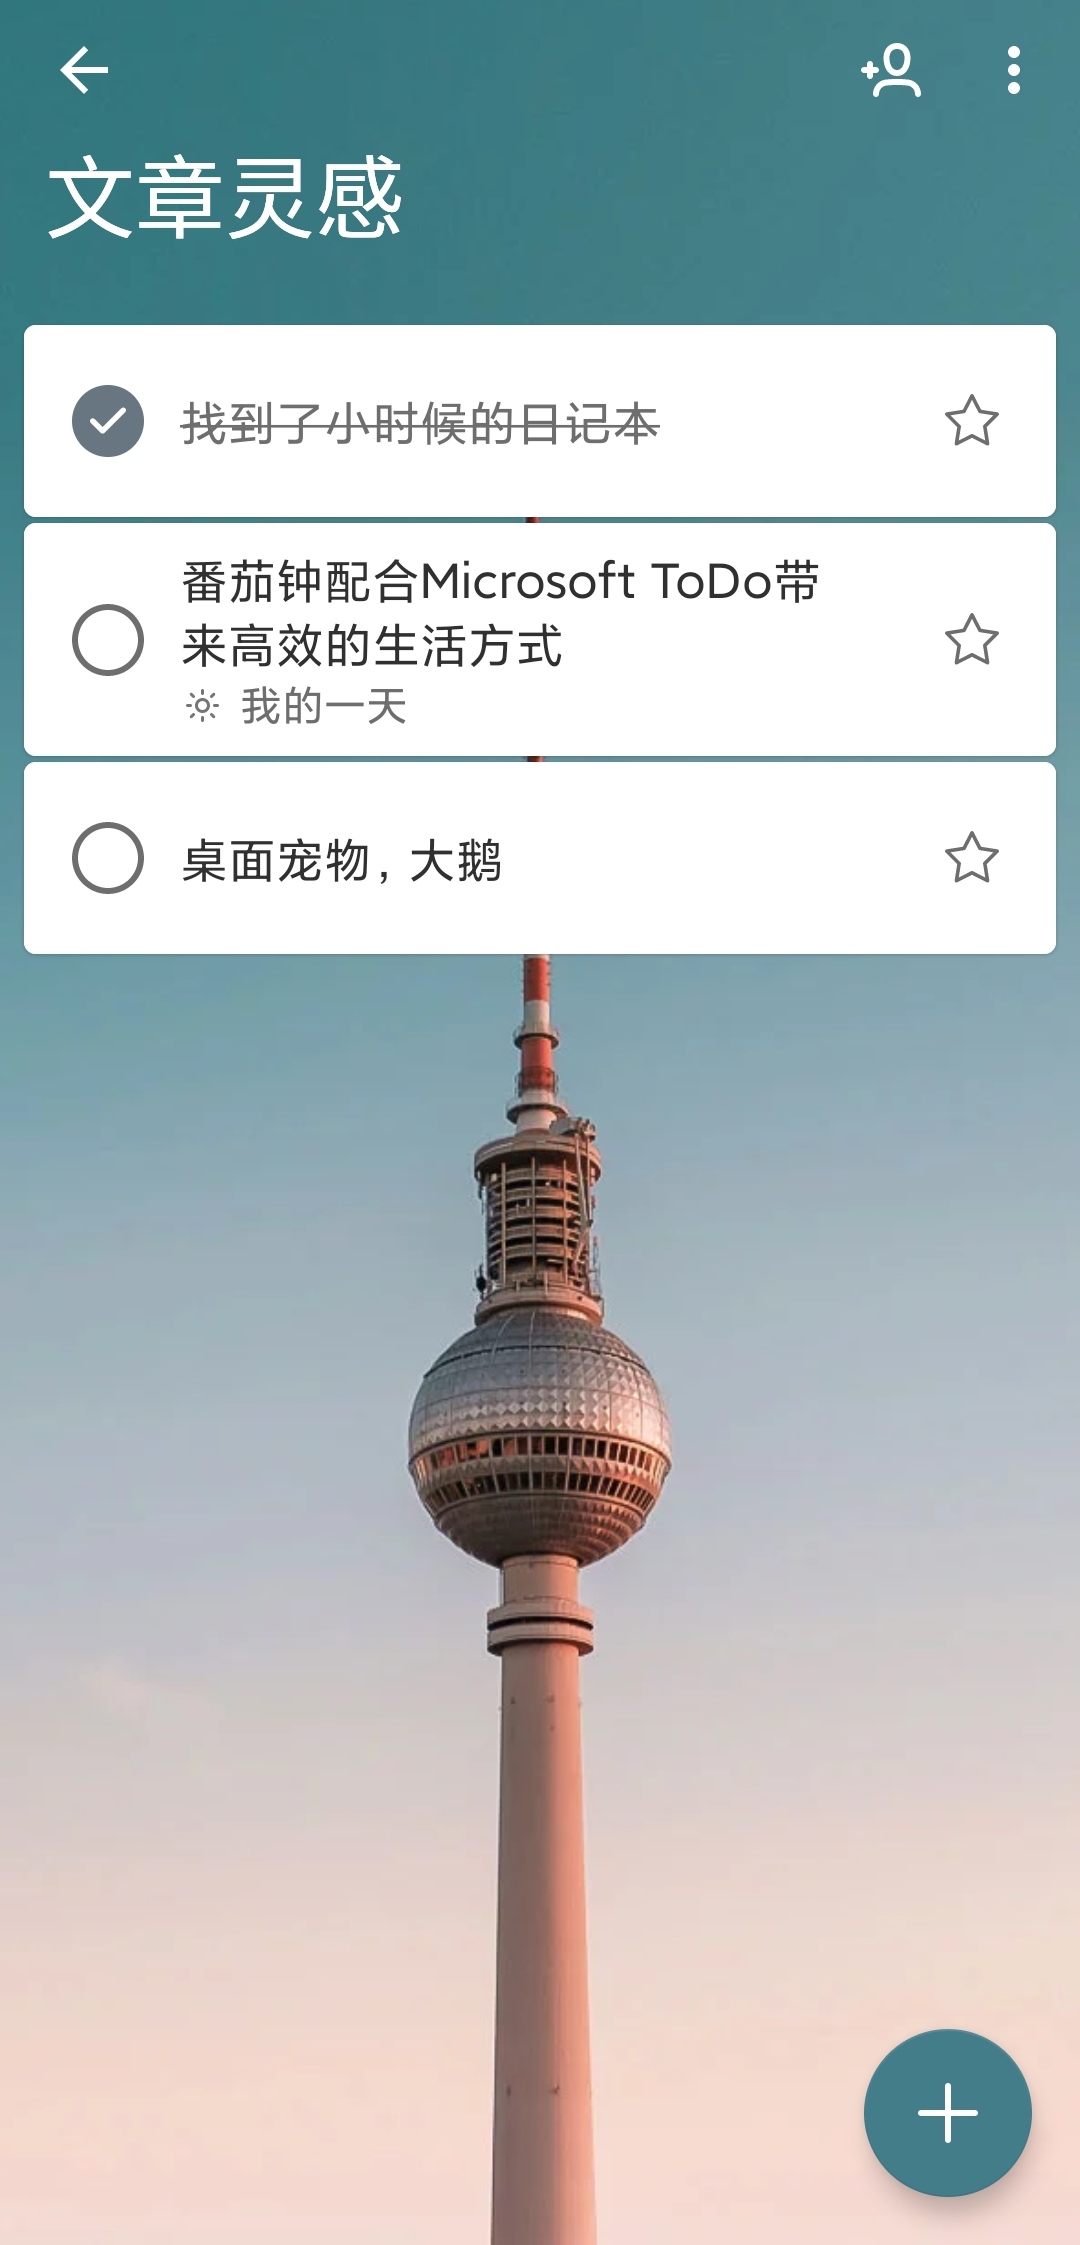 文章灵感
找到了小时候的日记本
番茄钟配合Microsoft ToDo带
来高效的生活方式
我的一天
桌面宠物，大鹅